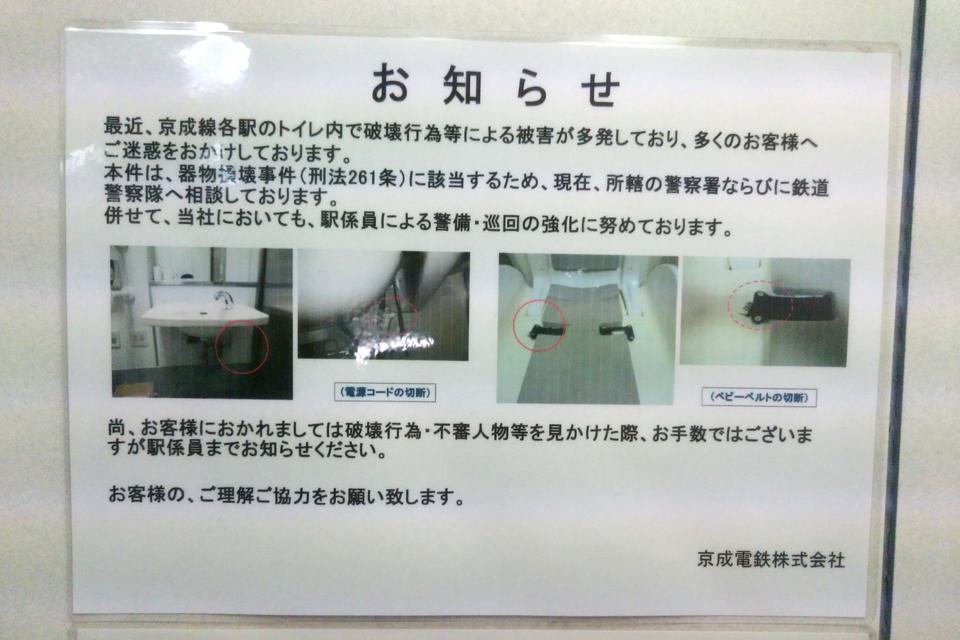 お知らせ
最近、京成線各駅のトイレ内で破壊行為等による被害が多発しており、多くのお客様へ
ご迷惑をおかけしております。
本件は、器物損壊事件(刑法261条)に該当するため、現在、所轄の警察署ならびに鉄道
警察隊へ相談しております。
併せて、当社においても、駅係員による警備・巡回の強化に努めております。
(電源コードの切断)
(ベビーベルトの切断)
尚、お客様におかれましては破壊行為・不審人物等を見かけた際、お手数ではございま
すが駅係員までお知らせください。
お客様の、ご理解ご協力をお願い致します。
京成電鉄株式会社